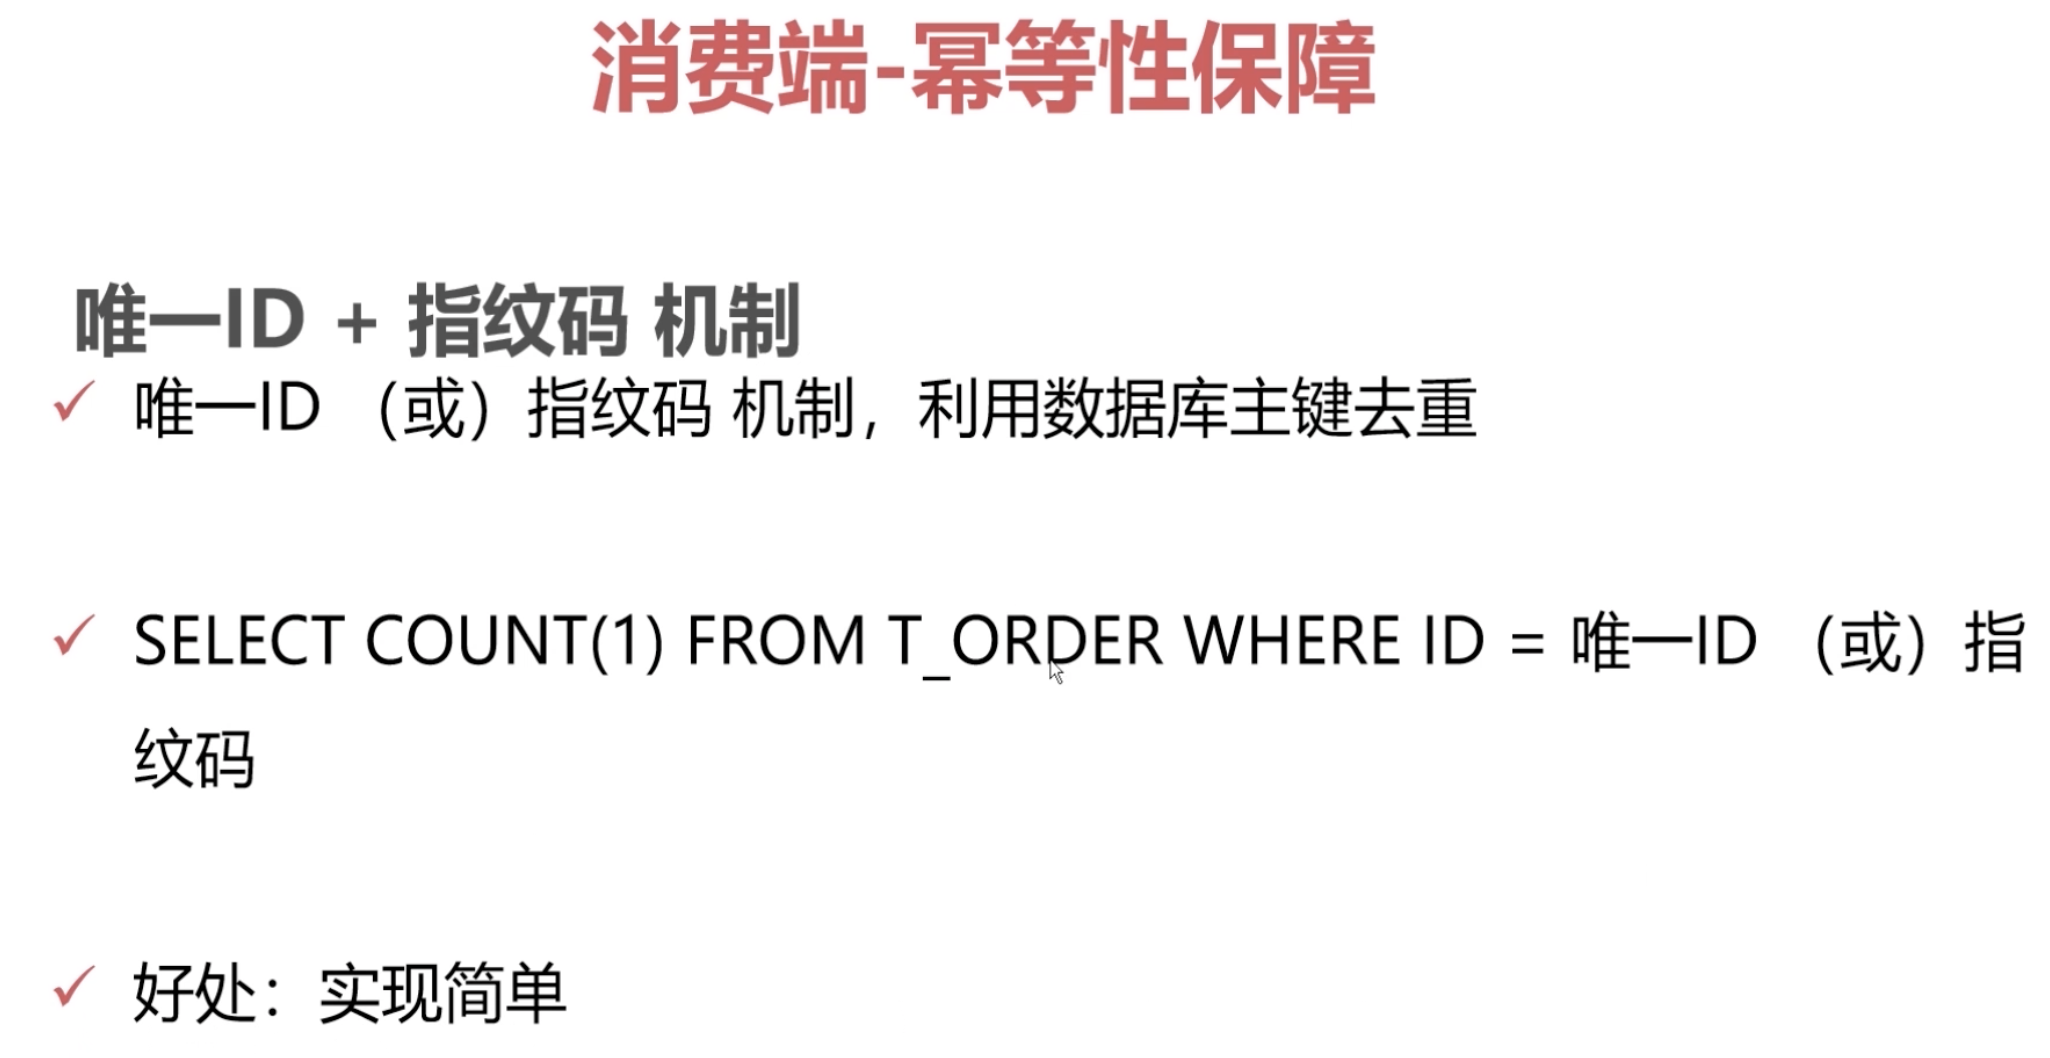 消费端-幂等性保障
唯一ID + 指纹码 机制
唯一ID （或）指纹码 机制，利用数据库主键去重
SELECT COUNT(1) FROM T_ORDER WHERE ID = 唯一ID （或）指
纹码
好处：实现简单